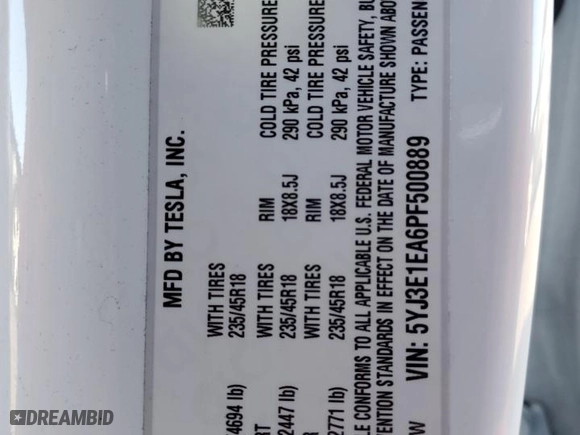 MFD BY TESLA, INC.
4694 lb) WITH TIRES
235/45R18
RT WITH TIRES RIM COLD TIRE PRESSURE
2447 lb) 235/45R18 18X8.5J 290 kPa, 42 psi
R WITH TIRES RIM COLD TIRE PRESSURE
2771 lb) 235/45R18 18X8.5J 290 kPa, 42 psi
LE CONFORMS TO ALL APPLICABLE U.S. FEDERAL MOTOR VEHICLE SAFETY, BU
VENTION STANDARDS IN EFFECT ON THE DATE OF MANUFACTURE SHOWN ABO
VIN: 5YJ3E1EA6PF500889 TYPE: PASSEN
DREAMBID